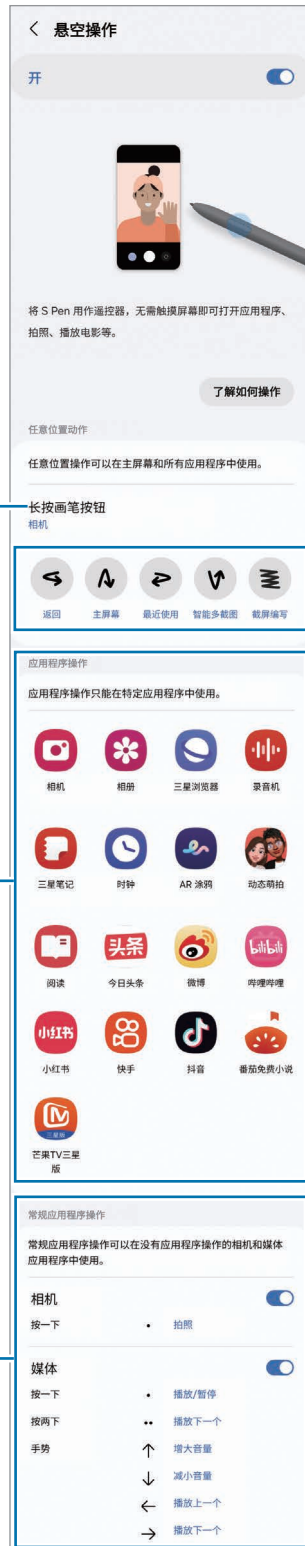 悬空操作
开
将 S Pen 用作遥控器，无需触摸屏幕即可打开应用程序、
拍照、播放电影等。
了解如何操作
任意位置动作
任意位置操作可以在主屏幕和所有应用程序中使用。
长按画笔按钮
相机
返回 主屏幕 最近使用 智能多截图 截屏编写
应用程序操作
应用程序操作只能在特定应用程序中使用。
相机 相册 三星浏览器 录音机
三星笔记 时钟 AR 涂鸦 动态萌拍
头条 bilibili
阅读 今日头条 微博 哔哩哔哩
小红书
小红书 快手 抖音 番茄免费小说
三星版
芒果TV三星
版
常规应用程序操作
常规应用程序操作可以在没有应用程序操作的相机和媒体
应用程序中使用。
相机
按一下 • 拍照
媒体
按一下 • 播放/暂停
按两下 •• 播放下一个
手势 ↑ 增大音量
↓ 减小音量
← 播放上一个
→ 播放下一个